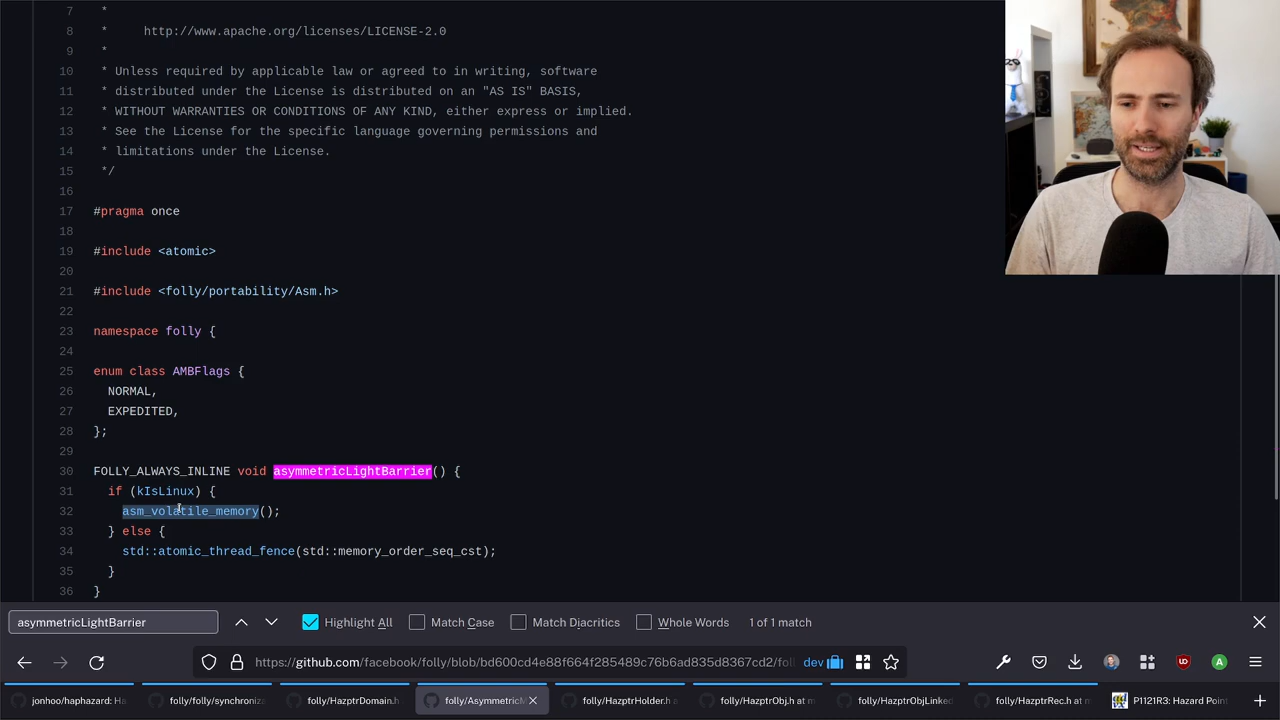 7 *
8 * http://www.apache.org/licenses/LICENSE-2.0
9 *
10 * Unless required by applicable law or agreed to in writing, software
11 * distributed under the License is distributed on an "AS IS" BASIS,
12 * WITHOUT WARRANTIES OR CONDITIONS OF ANY KIND, either express or implied.
13 * See the License for the specific language governing permissions and
14 * limitations under the License.
15 */
16
17 #pragma once
18
19 #include <atomic>
20
21 #include <folly/portability/Asm.h>
22
23 namespace folly {
24
25 enum class AMBFlags {
26 NORMAL,
27 EXPEDITED,
28 };
29
30 FOLLY_ALWAYS_INLINE void asymmetricLightBarrier() {
31 if (kIsLinux) {
32 asm_volatile_memory();
33 } else {
34 std::atomic_thread_fence(std::memory_order_seq_cst);
35 }
36 }
asymmetricLightBarrier Highlight All Match Case Match Diacritics Whole Words 1 of 1 match
https://github.com/facebook/folly/blob/bd600cd4e88f664f285489c76b6ad835d8367cd2/foll dev
jonhoo/haphazard: Ha folly/folly/synchroniza folly/HazptrDomain.h folly/AsymmetricM folly/HazptrHolder.h a folly/HazptrObj.h at m folly/HazptrObjLinked folly/HazptrRec.h at m P1121R3: Hazard Point